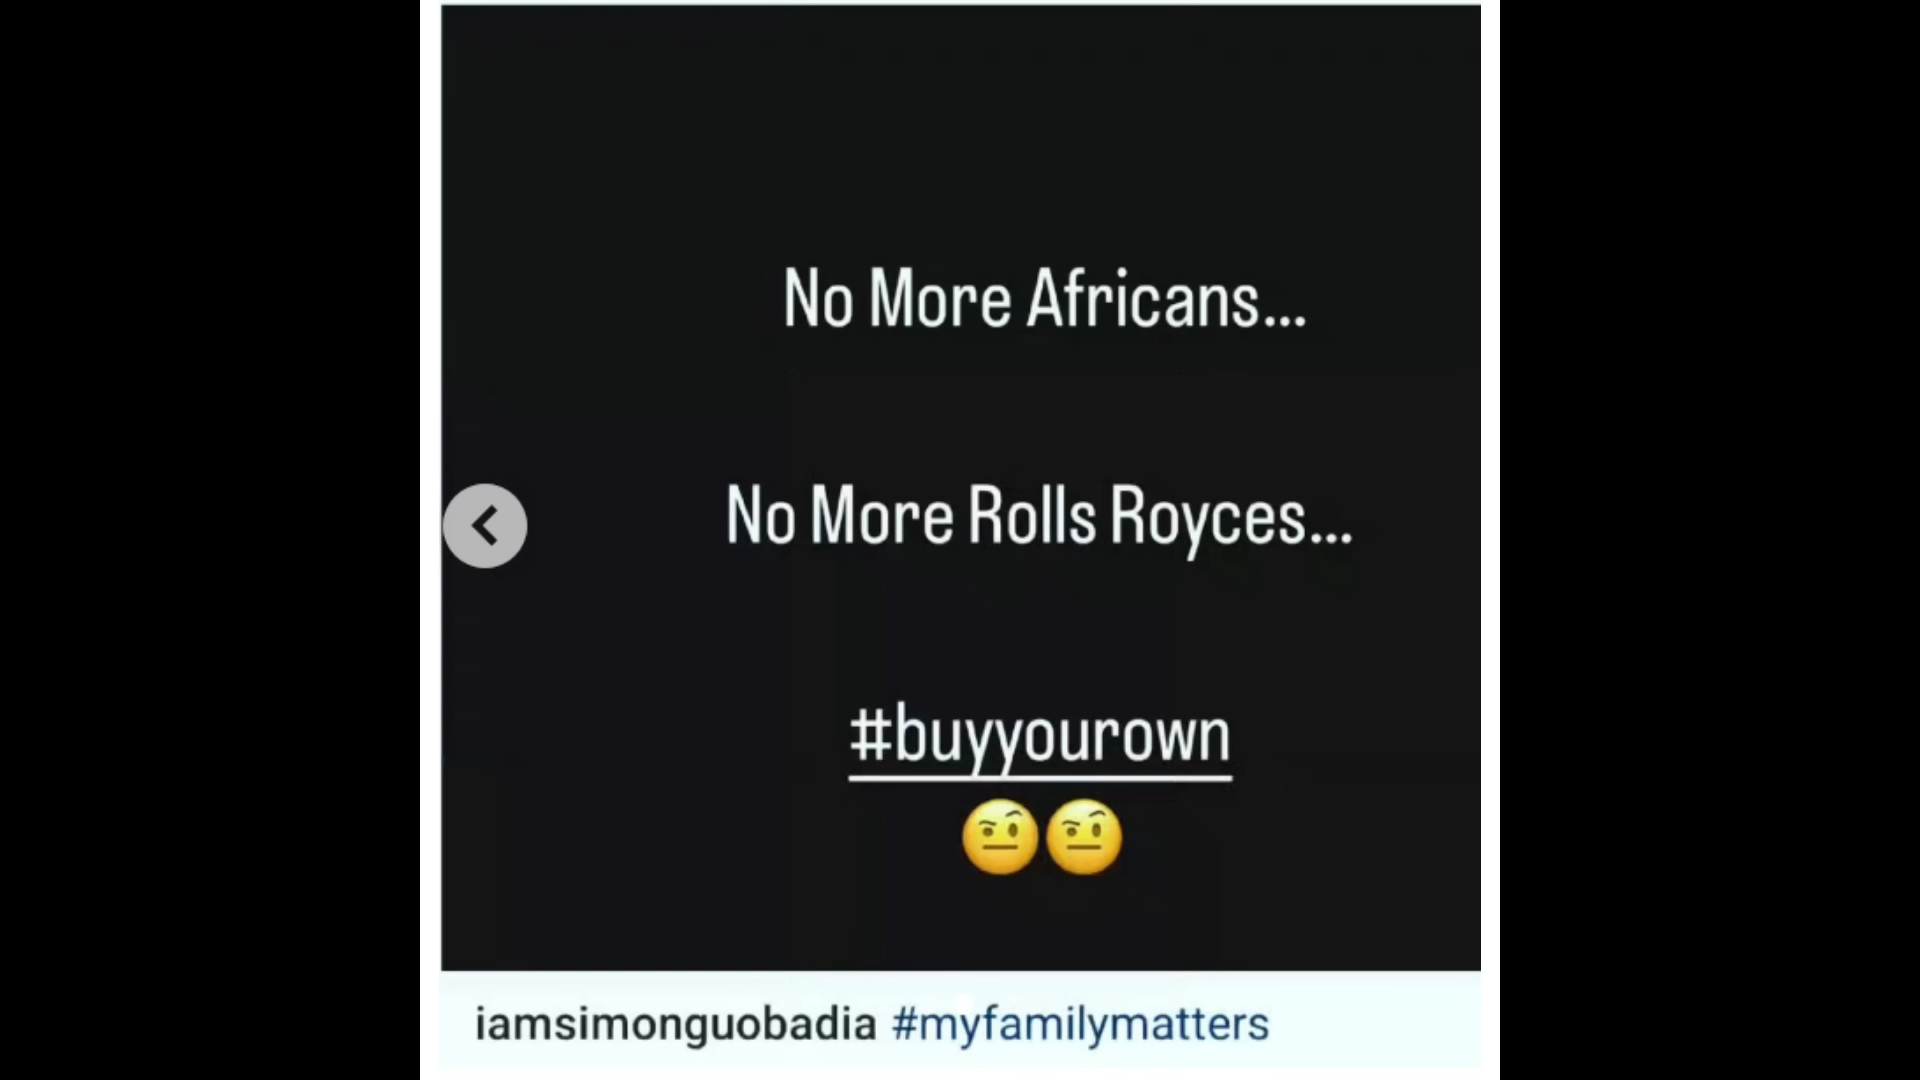 No More Africans...
No More Rolls Royces...
#buyyourown
🤨🤨
iamsimonguobadia #myfamilymatters